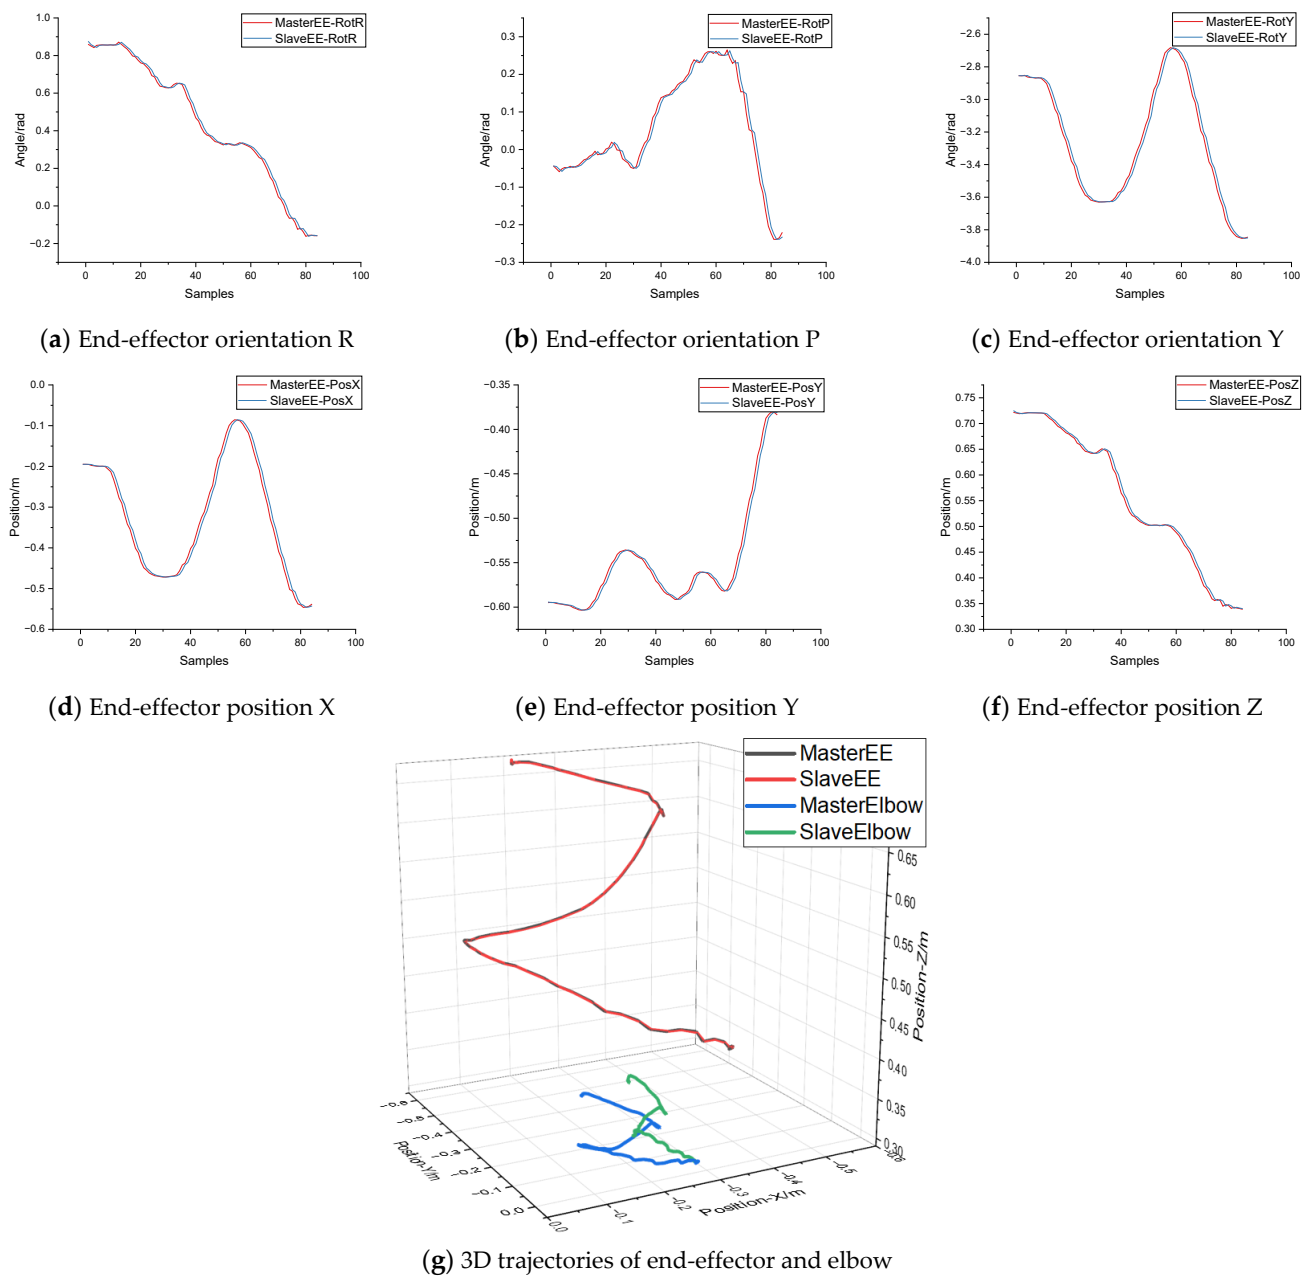 MasterEE-RotR
SlaveEE-RotR
1.0
0.8
0.6
0.4
0.2
0.0
−0.2
Angle/rad
0 20 40 60 80 100
Samples
(a) End-effector orientation R
MasterEE-RotP
SlaveEE-RotP
0.3
0.2
0.1
0.0
−0.1
−0.2
−0.3
Angle/rad
0 20 40 60 80 100
Samples
(b) End-effector orientation P
MasterEE-RotY
SlaveEE-RotY
−2.6
−2.8
−3.0
−3.2
−3.4
−3.6
−3.8
−4.0
Angle/rad
0 20 40 60 80 100
Samples
(c) End-effector orientation Y
MasterEE-PosX
SlaveEE-PosX
0.0
−0.1
−0.2
−0.3
−0.4
−0.5
−0.6
Position/m
0 20 40 60 80 100
Samples
(d) End-effector position X
MasterEE-PosY
SlaveEE-PosY
−0.35
−0.40
−0.45
−0.50
−0.55
−0.60
Position/m
0 20 40 60 80 100
Samples
(e) End-effector position Y
MasterEE-PosZ
SlaveEE-PosZ
0.75
0.70
0.65
0.60
0.55
0.50
0.45
0.40
0.35
0.30
Position/m
0 20 40 60 80 100
Samples
(f) End-effector position Z
MasterEE
SlaveEE
MasterElbow
SlaveElbow
0.65
0.60
0.55
0.50
0.45
0.40
0.35
0.30
Position-Z/m
−0.6
−0.5
−0.4
−0.3
−0.2
−0.1
0.0
Position-Y/m
0.0
−0.1
−0.2
−0.3
−0.4
−0.5
−0.6
Position-X/m
(g) 3D trajectories of end-effector and elbow